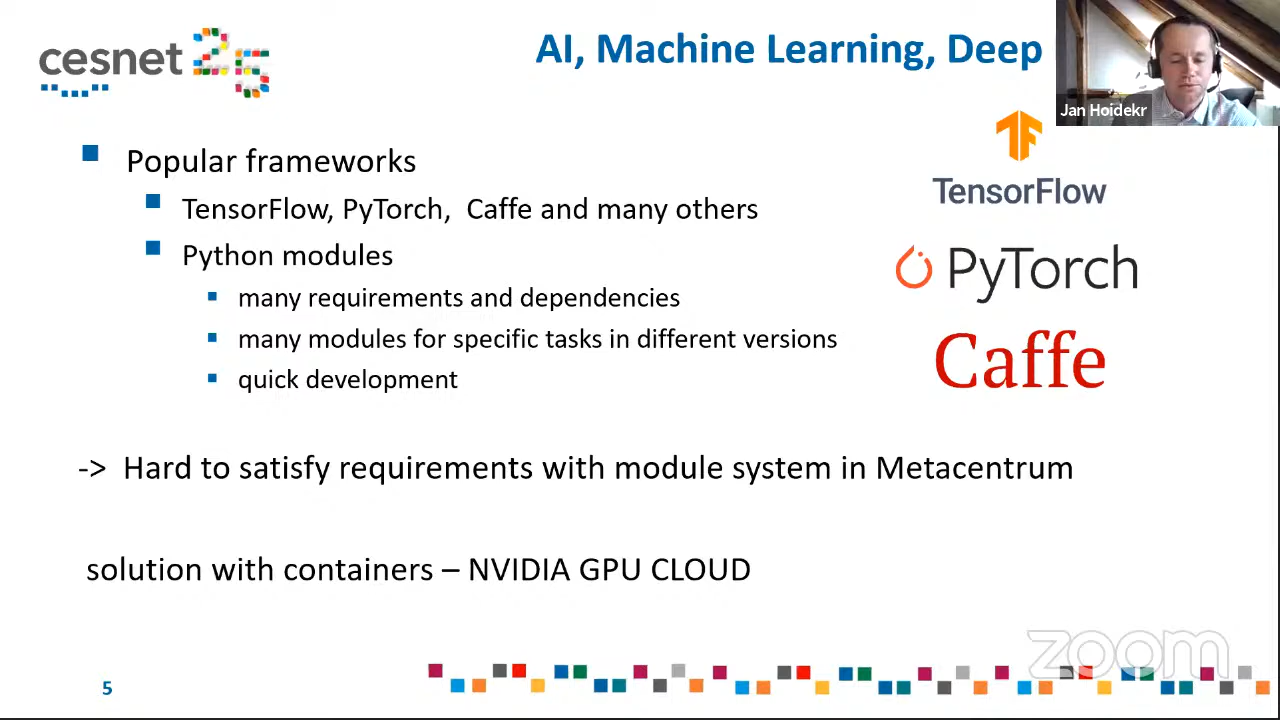 cesnet 25
AI, Machine Learning, Deep
Jan Hoidekr
Popular frameworks
TensorFlow, PyTorch, Caffe and many others
Python modules
many requirements and dependencies
many modules for specific tasks in different versions
quick development
TensorFlow
PyTorch
Caffe
-> Hard to satisfy requirements with module system in Metacentrum
solution with containers – NVIDIA GPU CLOUD
zoom
5